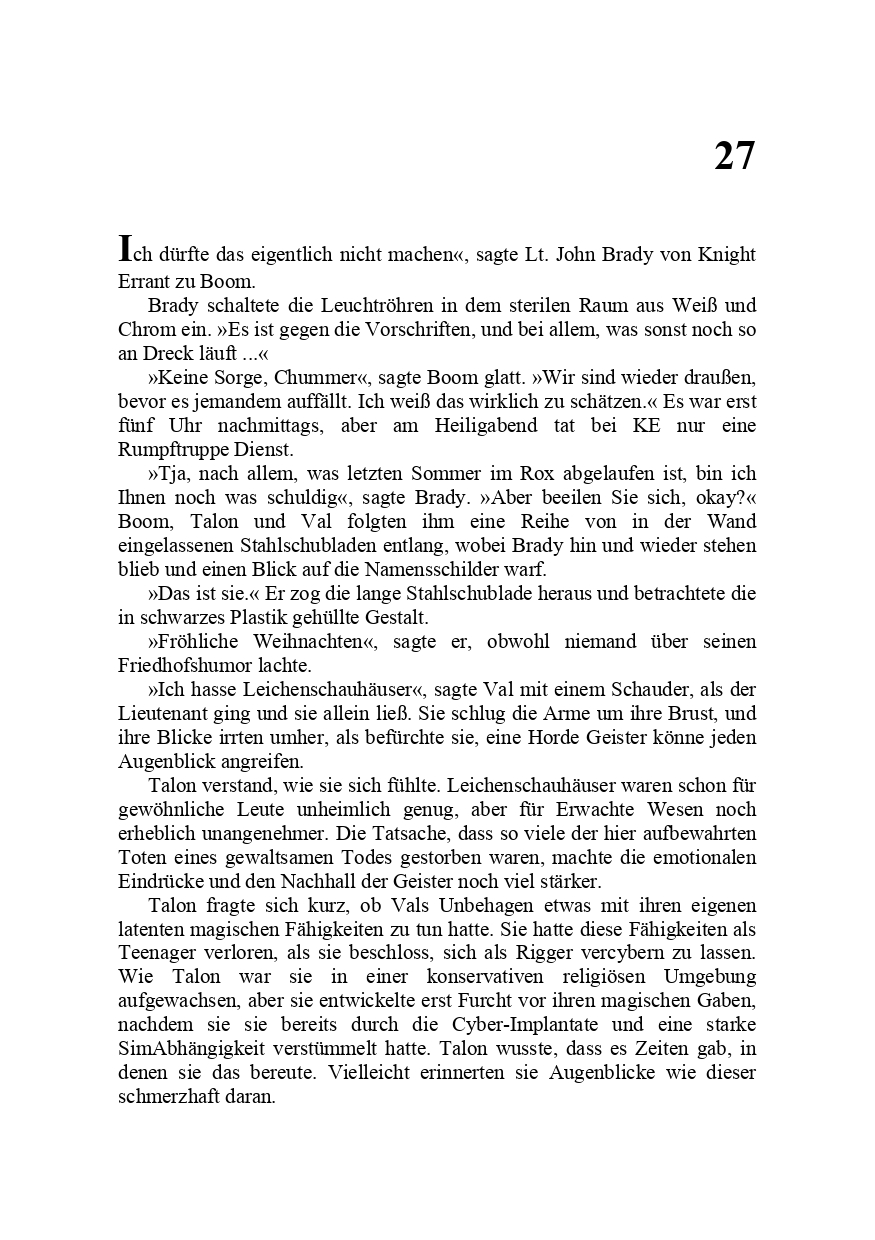 27
Ich dürfte das eigentlich nicht machen«, sagte Lt. John Brady von Knight
Errant zu Boom.
Brady schaltete die Leuchtröhren in dem sterilen Raum aus Weiß und
Chrom ein. »Es ist gegen die Vorschriften, und bei allem, was sonst noch so
an Dreck läuft ...«
»Keine Sorge, Chummer«, sagte Boom glatt. »Wir sind wieder draußen,
bevor es jemandem auffällt. Ich weiß das wirklich zu schätzen.« Es war erst
fünf Uhr nachmittags, aber am Heiligabend tat bei KE nur eine
Rumpftruppe Dienst.
»Tja, nach allem, was letzten Sommer im Rox abgelaufen ist, bin ich
Ihnen noch was schuldig«, sagte Brady. »Aber beeilen Sie sich, okay?«
Boom, Talon und Val folgten ihm eine Reihe von in der Wand
eingelassenen Stahlschubladen entlang, wobei Brady hin und wieder stehen
blieb und einen Blick auf die Namensschilder warf.
»Das ist sie.« Er zog die lange Stahlschublade heraus und betrachtete die
in schwarzes Plastik gehüllte Gestalt.
»Fröhliche Weihnachten«, sagte er, obwohl niemand über seinen
Friedhofshumor lachte.
»Ich hasse Leichenschauhäuser«, sagte Val mit einem Schauder, als der
Lieutenant ging und sie allein ließ. Sie schlug die Arme um ihre Brust, und
ihre Blicke irrten umher, als befürchte sie, eine Horde Geister könne jeden
Augenblick angreifen.
Talon verstand, wie sie sich fühlte. Leichenschauhäuser waren schon für
gewöhnliche Leute unheimlich genug, aber für Erwachte Wesen noch
erheblich unangenehmer. Die Tatsache, dass so viele der hier aufbewahrten
Toten eines gewaltsamen Todes gestorben waren, machte die emotionalen
Eindrücke und den Nachhall der Geister noch viel stärker.
Talon fragte sich kurz, ob Vals Unbehagen etwas mit ihren eigenen
latenten magischen Fähigkeiten zu tun hatte. Sie hatte diese Fähigkeiten als
Teenager verloren, als sie beschloss, sich als Rigger vercybern zu lassen.
Wie Talon war sie in einer konservativen religiösen Umgebung
aufgewachsen, aber sie entwickelte erst Furcht vor ihren magischen Gaben,
nachdem sie sie bereits durch die Cyber-Implantate und eine starke
SimAbhängigkeit verstümmelt hatte. Talon wusste, dass es Zeiten gab, in
denen sie das bereute. Vielleicht erinnerten sie Augenblicke wie dieser
schmerzhaft daran.